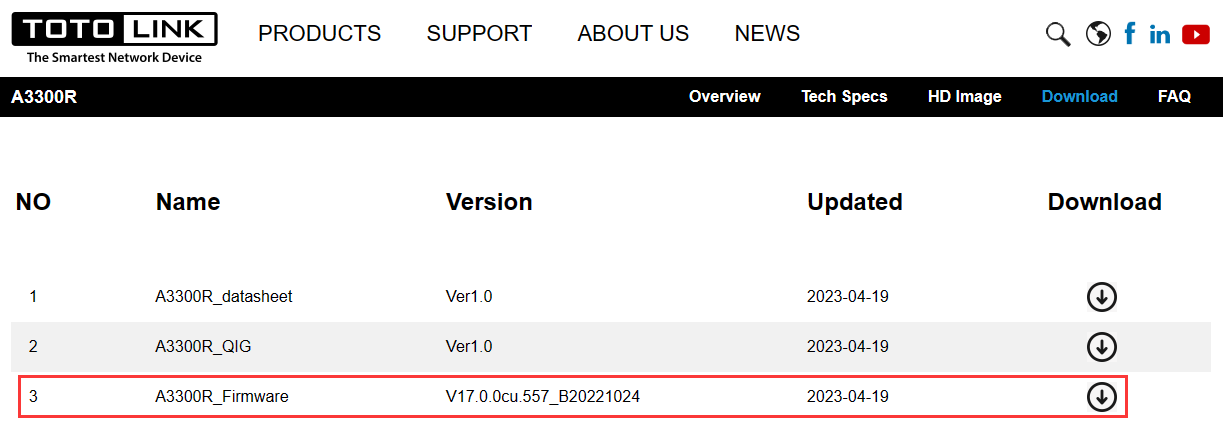 TOTO LINK PRODUCTS SUPPORT ABOUT US NEWS
The Smartest Network Device
A3300R Overview Tech Specs HD Image Download FAQ
NO Name Version Updated Download
1 A3300R_datasheet Ver1.0 2023-04-19
2 A3300R_QIG Ver1.0 2023-04-19
3 A3300R_Firmware V17.0.0cu.557_B20221024 2023-04-19